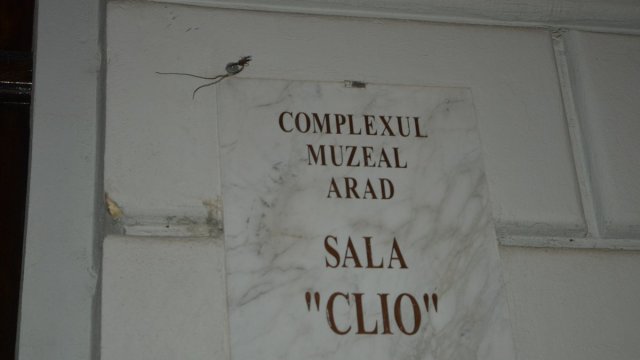 COMPLEXUL
MUZEAL
ARAD
SALA
"CLIO"